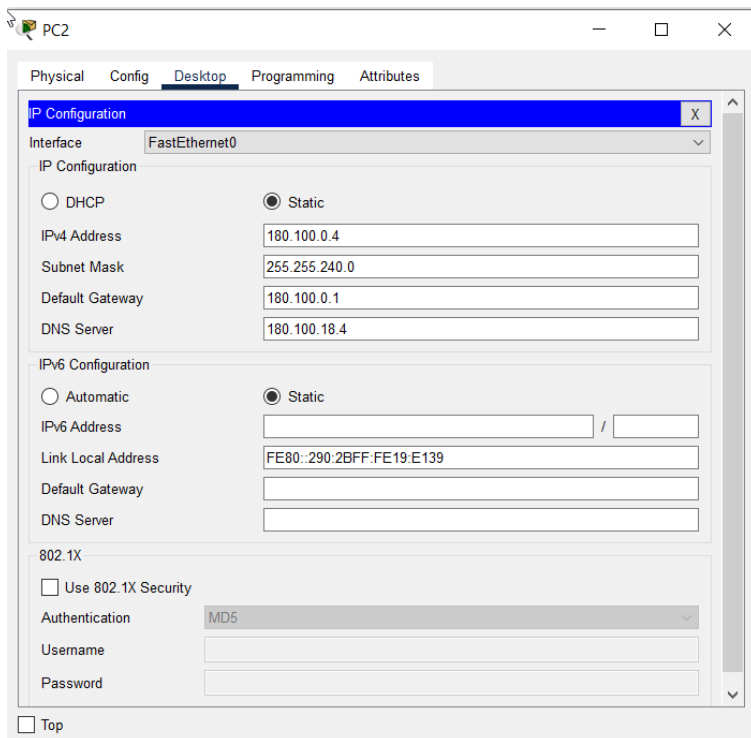 PC2
Physical Config Desktop Programming Attributes
IP Configuration X
Interface FastEthernet0
IP Configuration
DHCP Static
IPv4 Address 180.100.0.4
Subnet Mask 255.255.240.0
Default Gateway 180.100.0.1
DNS Server 180.100.18.4
IPv6 Configuration
Automatic Static
IPv6 Address /
Link Local Address FE80::290:2BFF:FE19:E139
Default Gateway
DNS Server
802.1X
Use 802.1X Security
Authentication MD5
Username
Password
Top